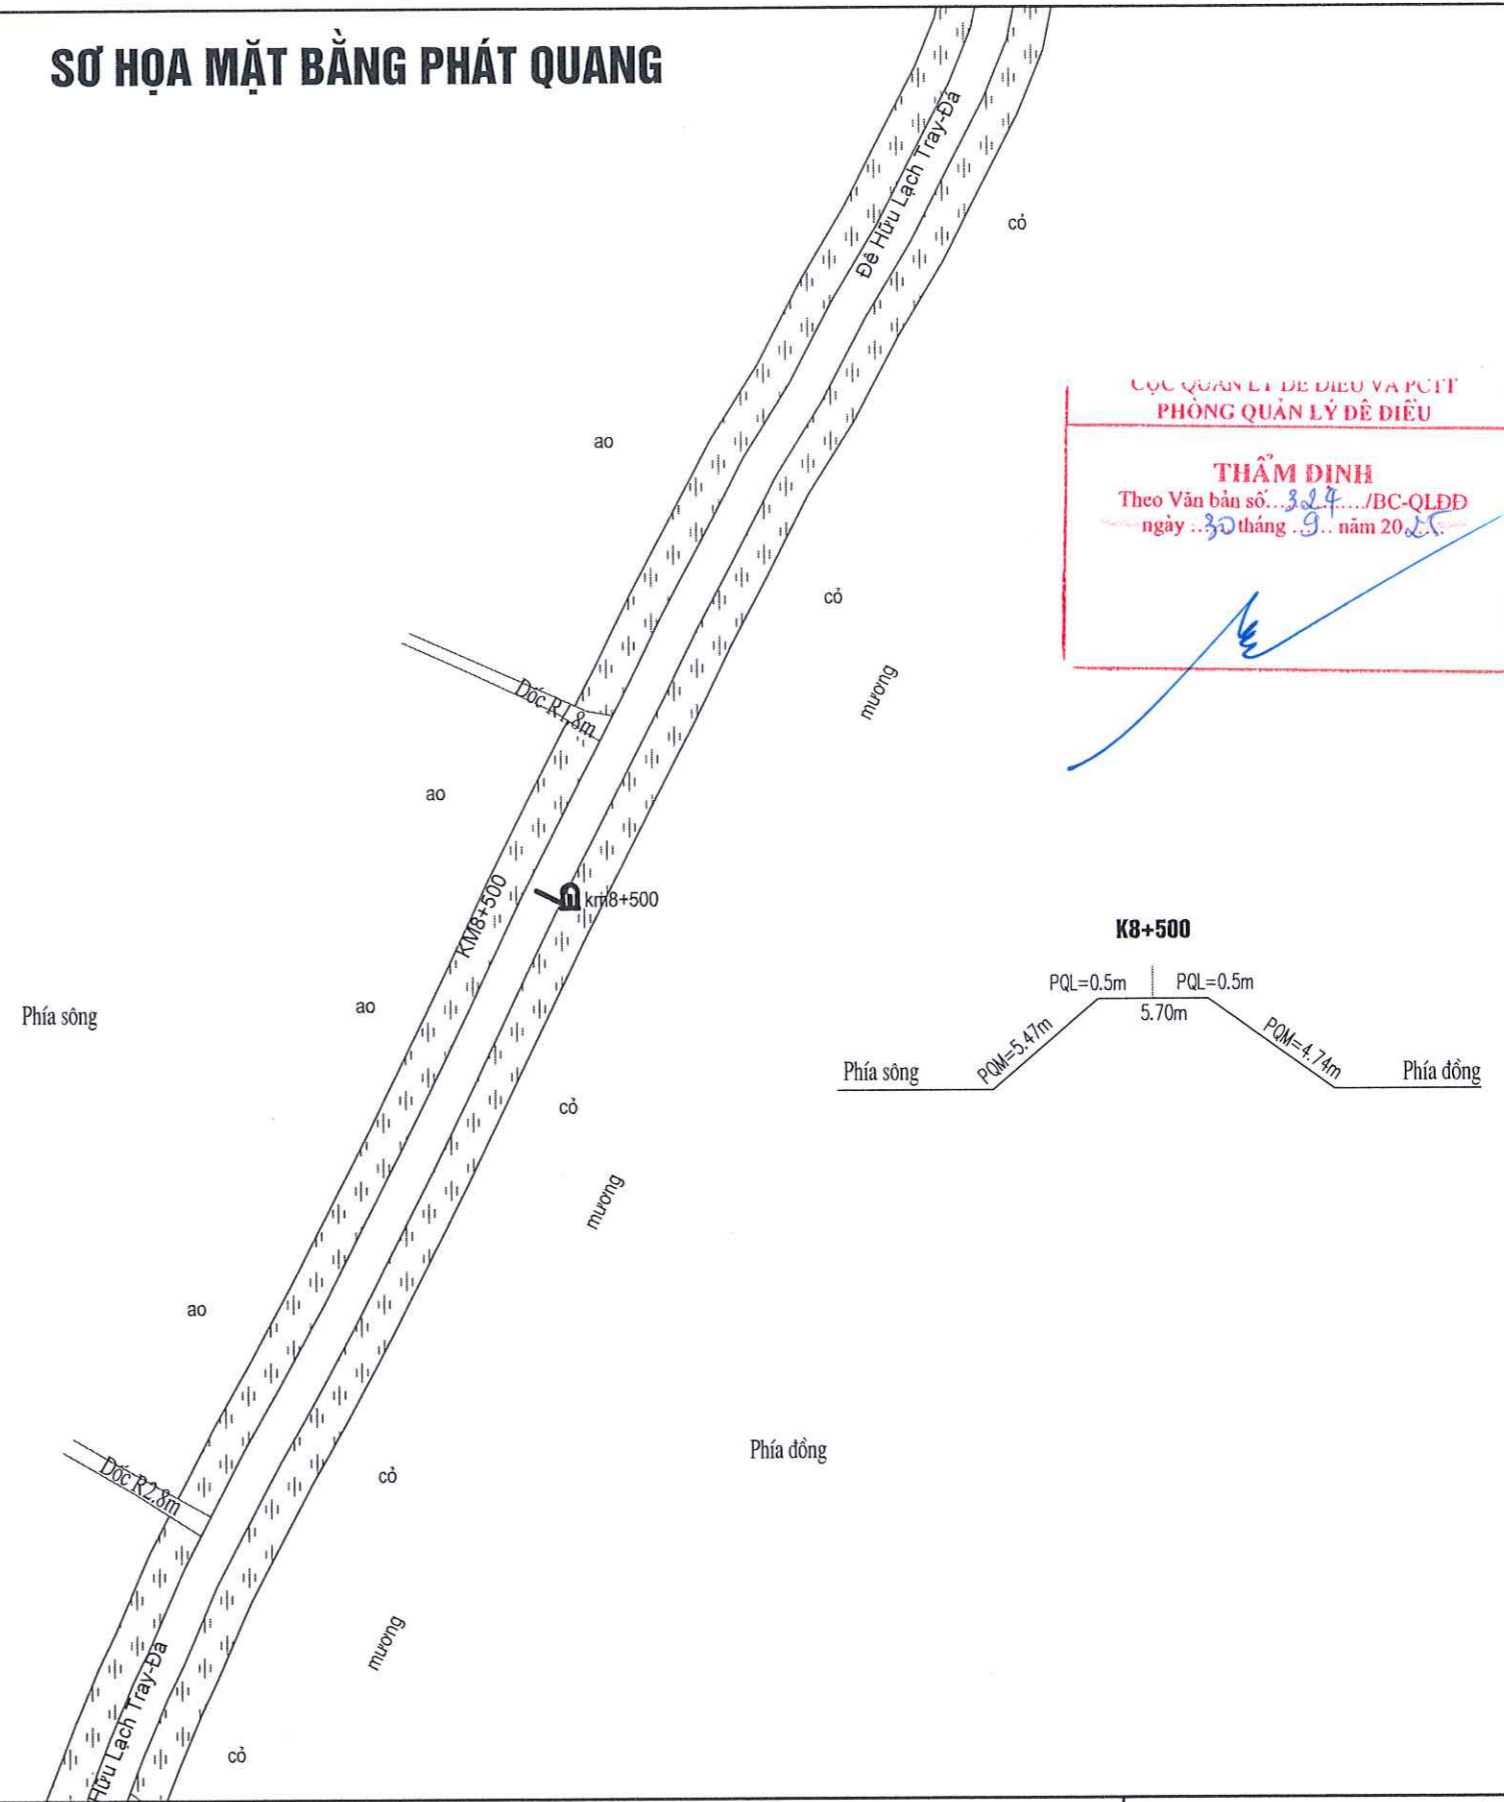 SƠ HỌA MẶT BẰNG PHÁT QUANG
Đê Hữu Lạch Tray-Đá
cỏ
CỤC QUẢN LÝ ĐÊ ĐIỀU VÀ PCTT
PHÒNG QUẢN LÝ ĐÊ ĐIỀU
THẨM ĐỊNH
Theo Văn bản số...324..../BC-QLĐĐ
ngày ..30 tháng ..9.. năm 2025.
ao
cỏ
mương
Dốc R1,8m
ao
KM8+500
km8+500
K8+500
PQL=0.5m
PQL=0.5m
5.70m
PQM=5.47m
PQM=4.74m
Phía sông
Phía đồng
Phía sông
ao
cỏ
mương
ao
Phía đồng
cỏ
Dốc R2,8m
mương
Hữu Lạch Tray-Đá
cỏ